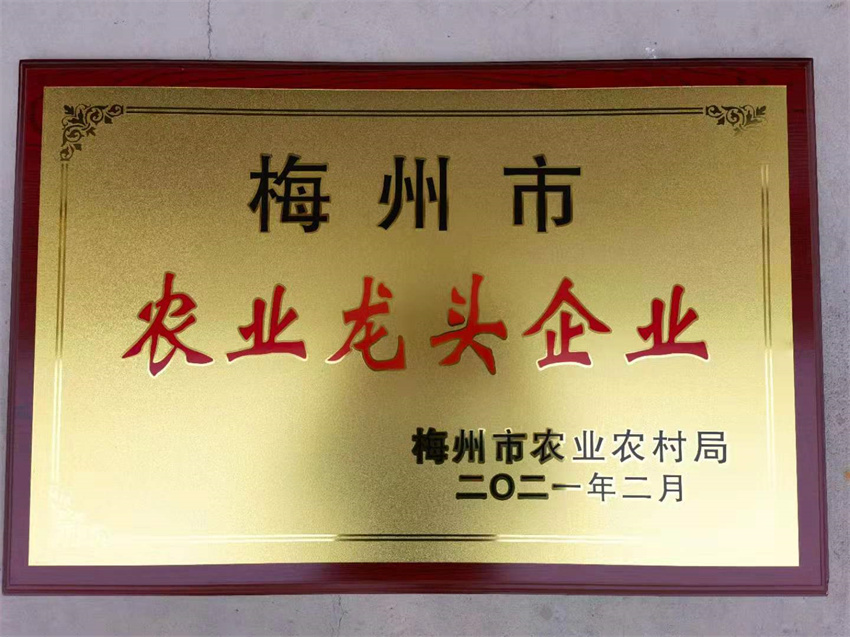 梅州市
农业龙头企业
梅州市农业农村局
二〇二一年二月